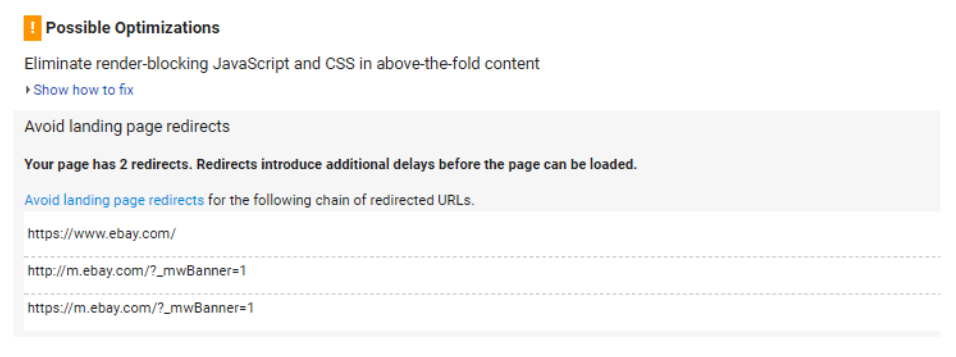 ! Possible Optimizations
Eliminate render-blocking JavaScript and CSS in above-the-fold content
Show how to fix
Avoid landing page redirects
Your page has 2 redirects. Redirects introduce additional delays before the page can be loaded.
Avoid landing page redirects for the following chain of redirected URLs.
https://www.ebay.com/
http://m.ebay.com/?_mwBanner=1
https://m.ebay.com/?_mwBanner=1